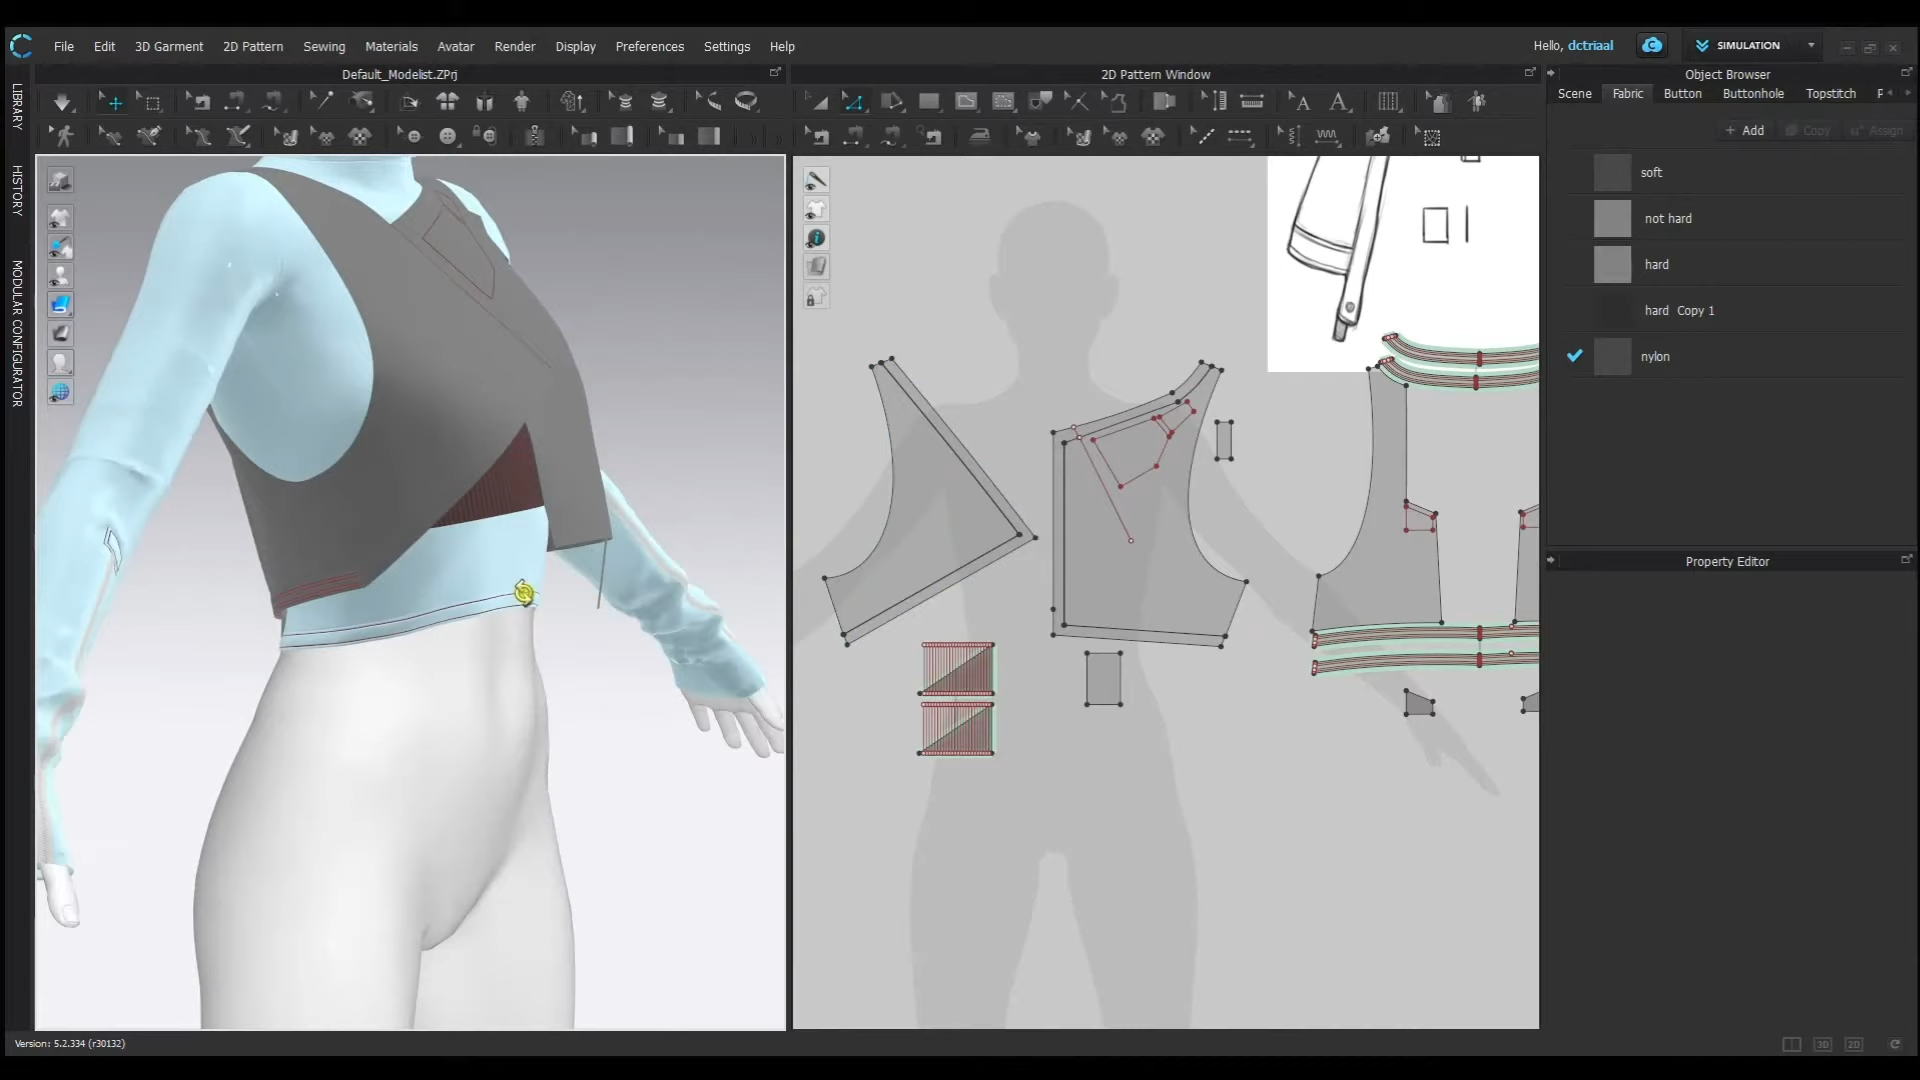 File Edit 3D Garment 2D Pattern Sewing Materials Avatar Render Display Preferences Settings Help
Hello, dctriaal
SIMULATION
Default_Modelist.ZPrj
2D Pattern Window
Object Browser
Scene Fabric Button Buttonhole Topstitch P
+ Add Copy Assign
LIBRARY
HISTORY
MODULAR CONFIGURATOR
soft
not hard
hard
hard Copy 1
nylon
Property Editor
Version: 5.2.334 (r30132)
3D 2D